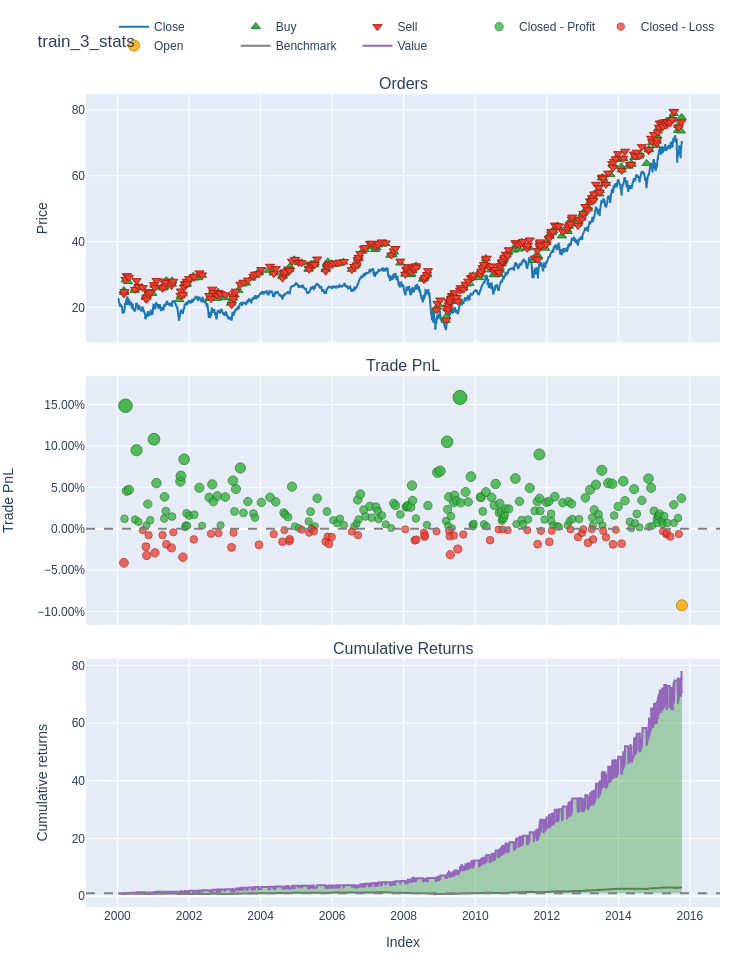 train_3_stats
Close
Buy
Sell
Closed - Profit
Closed - Loss
Open
Benchmark
Value
Orders
80
60
40
20
Price
Trade PnL
15.00%
10.00%
5.00%
0.00%
−5.00%
−10.00%
Trade PnL
Cumulative Returns
80
60
40
20
0
Cumulative returns
2000 2002 2004 2006 2008 2010 2012 2014 2016
Index